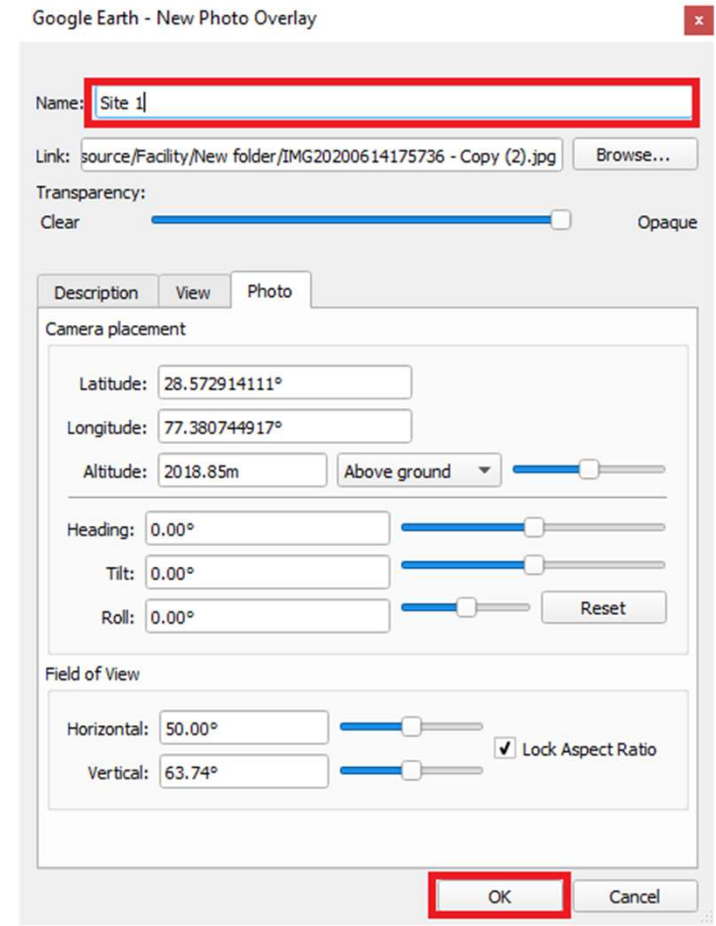 Google Earth - New Photo Overlay
x
Name: Site 1
Link: source/Facility/New folder/IMG20200614175736 - Copy (2).jpg Browse...
Transparency:
Clear Opaque
Description View Photo
Camera placement
Latitude: 28.572914111°
Longitude: 77.380744917°
Altitude: 2018.85m Above ground
Heading: 0.00°
Tilt: 0.00°
Roll: 0.00° Reset
Field of View
Horizontal: 50.00°
Lock Aspect Ratio
Vertical: 63.74°
OK Cancel